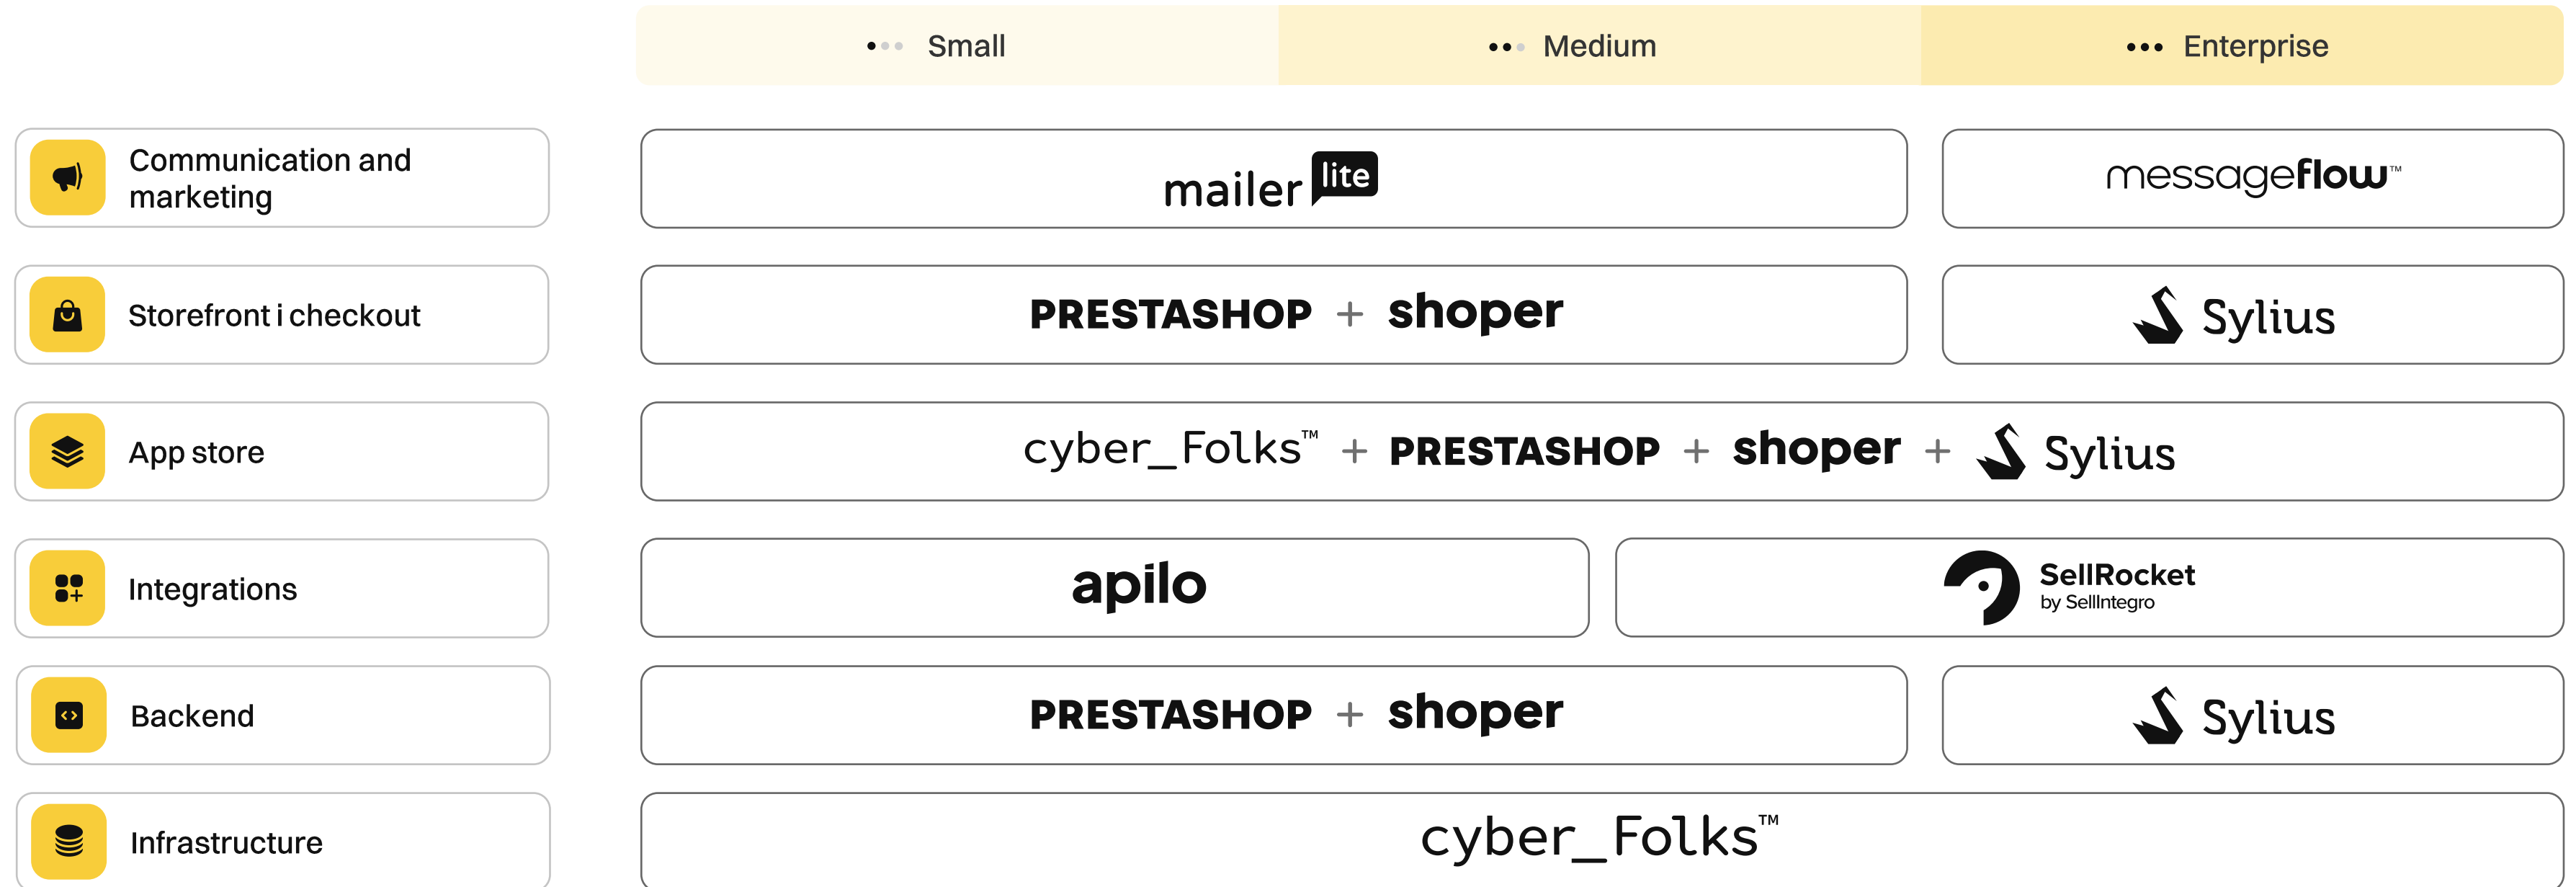 Small Medium Enterprise
Communication and
marketing
mailer lite
messageflow™
Storefront i checkout
PRESTASHOP + shoper
Sylius
App store
cyber_Folks™ + PRESTASHOP + shoper + Sylius
Integrations
apilo
SellRocket
by SellIntegro
Backend
PRESTASHOP + shoper
Sylius
Infrastructure
cyber_Folks™